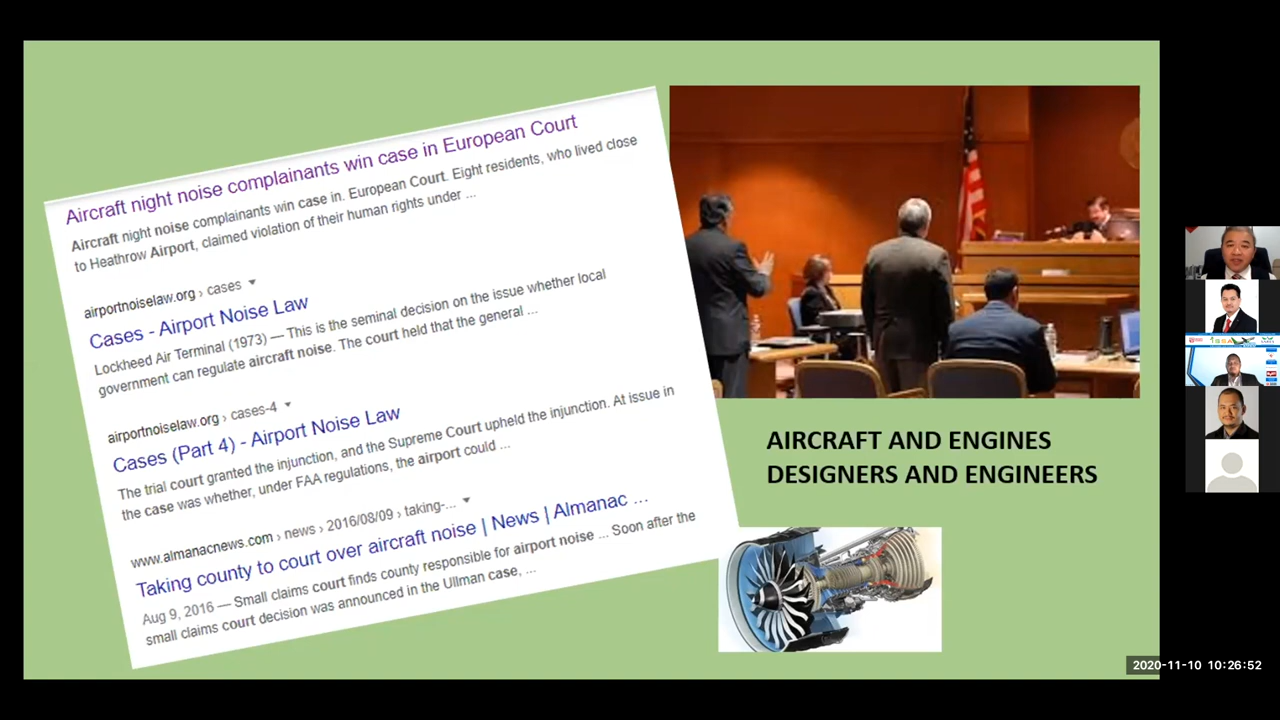 Aircraft night noise complainants win case in European Court
Aircraft night noise complainants win case in. European Court. Eight residents, who lived close
to Heathrow Airport, claimed violation of their human rights under ...
airportnoiselaw.org › cases
Cases - Airport Noise Law
Lockheed Air Terminal (1973) — This is the seminal decision on the issue whether local
government can regulate aircraft noise. The court held that the general ...
airportnoiselaw.org › cases-4
Cases (Part 4) - Airport Noise Law
The trial court granted the injunction, and the Supreme Court upheld the injunction. At issue in
the case was whether, under FAA regulations, the airport could ...
www.almanacnews.com › news › 2016/08/09 › taking-...
Taking county to court over aircraft noise | News | Almanac ...
Aug 9, 2016 — Small claims court finds county responsible for airport noise ... Soon after the
small claims court decision was announced in the Ullman case, ...
AIRCRAFT AND ENGINES
DESIGNERS AND ENGINEERS
2020-11-10 10:26:52